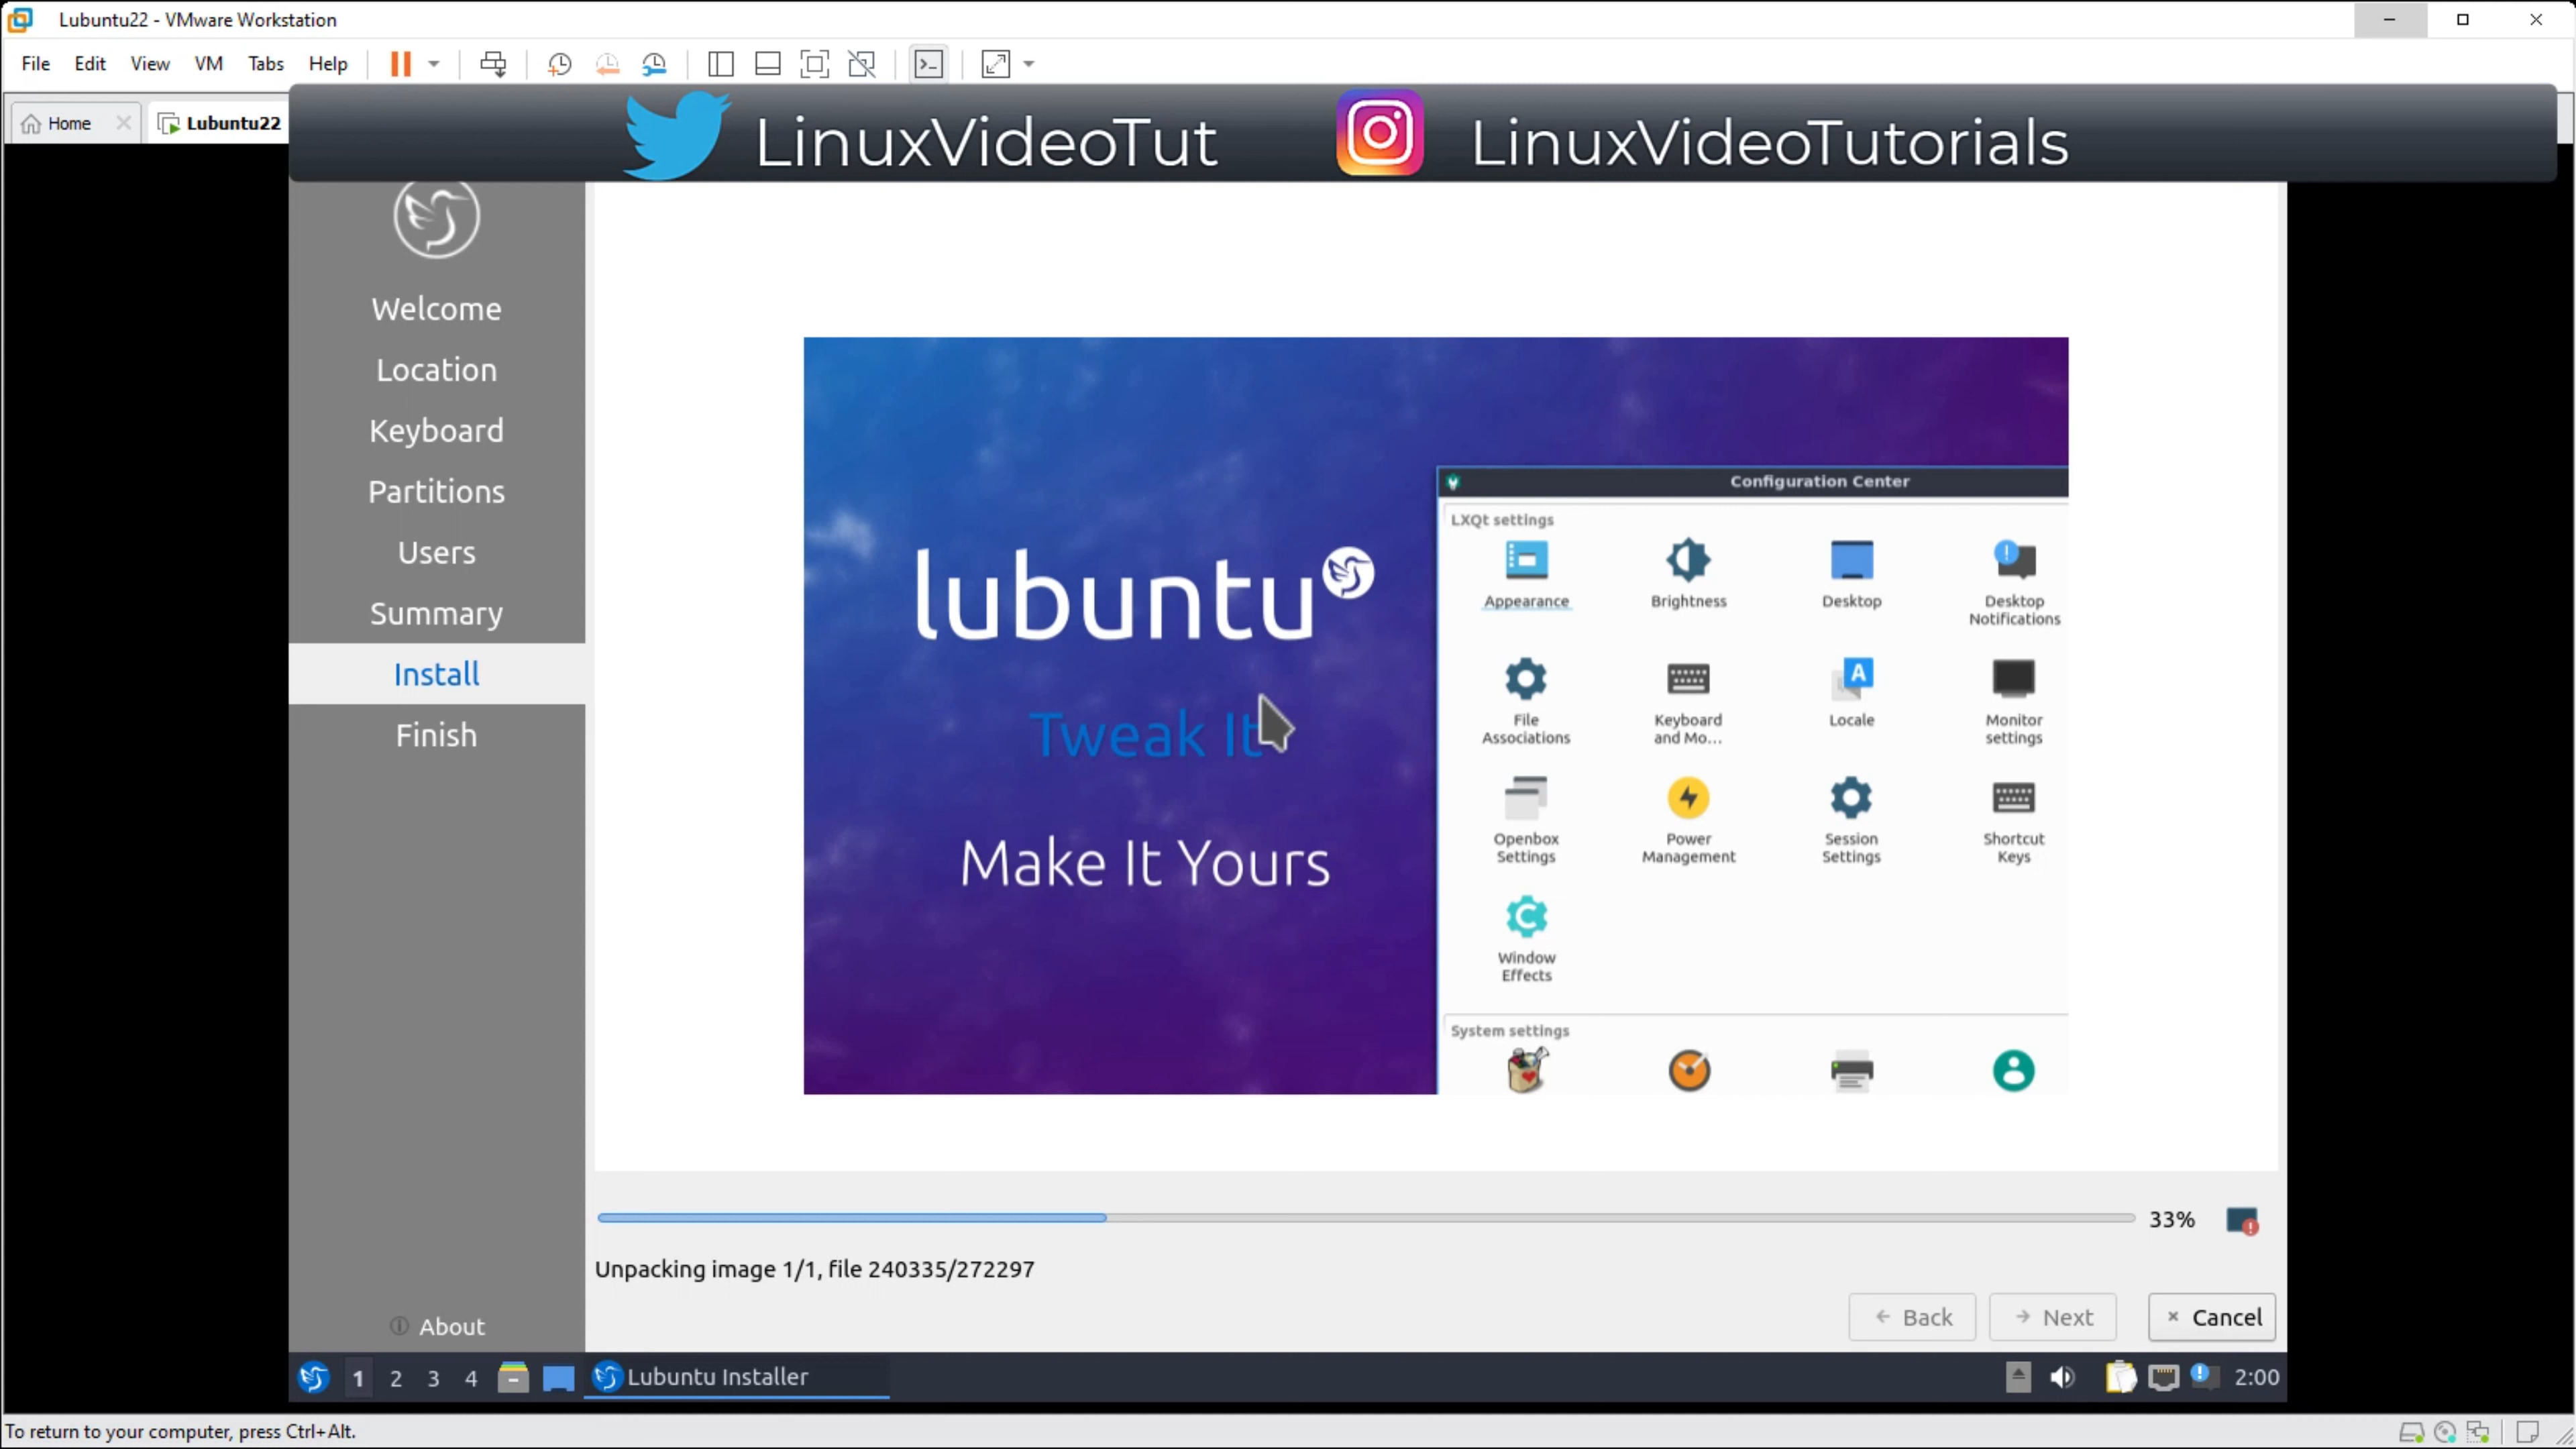 Lubuntu22 - VMware Workstation
File Edit View VM Tabs Help
Home Lubuntu22
LinuxVideoTut LinuxVideoTutorials
Welcome
Location
Keyboard
Partitions
Users
Summary
Install
Finish
About
lubuntu
Tweak It
Make It Yours
Configuration Center
LXQt settings
Appearance Brightness Desktop Desktop
Notifications
File Keyboard Locale Monitor
Associations and Mo... settings
Openbox Power Session Shortcut
Settings Management Settings Keys
Window
Effects
System settings
33%
Unpacking image 1/1, file 240335/272297
Back Next Cancel
1 2 3 4 Lubuntu Installer 2:00
To return to your computer, press Ctrl+Alt.